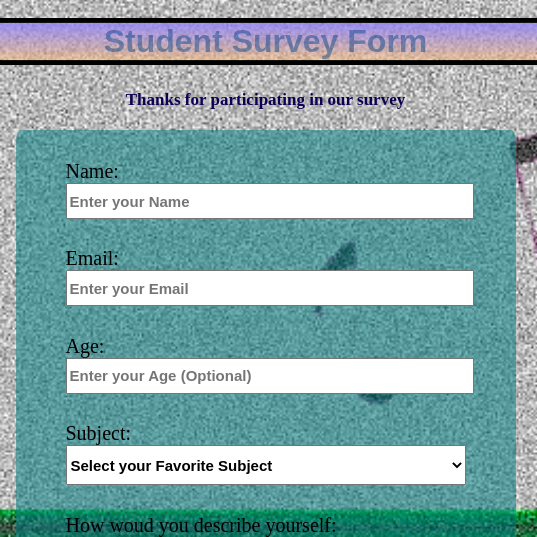 Student Survey Form
Thanks for participating in our survey
Name:
Enter your Name
Email:
Enter your Email
Age:
Enter your Age (Optional)
Subject:
Select your Favorite Subject
How woud you describe yourself: